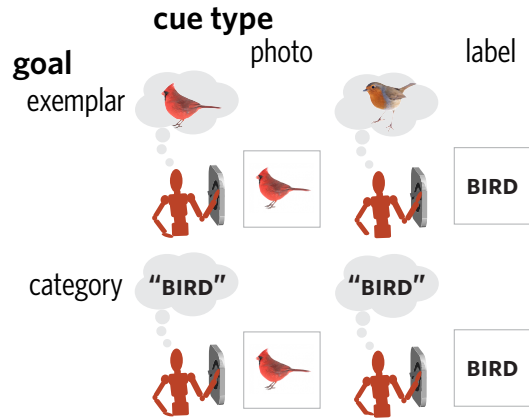 cue type
goal
photo
label
exemplar
BIRD
category
“BIRD”
“BIRD”
BIRD